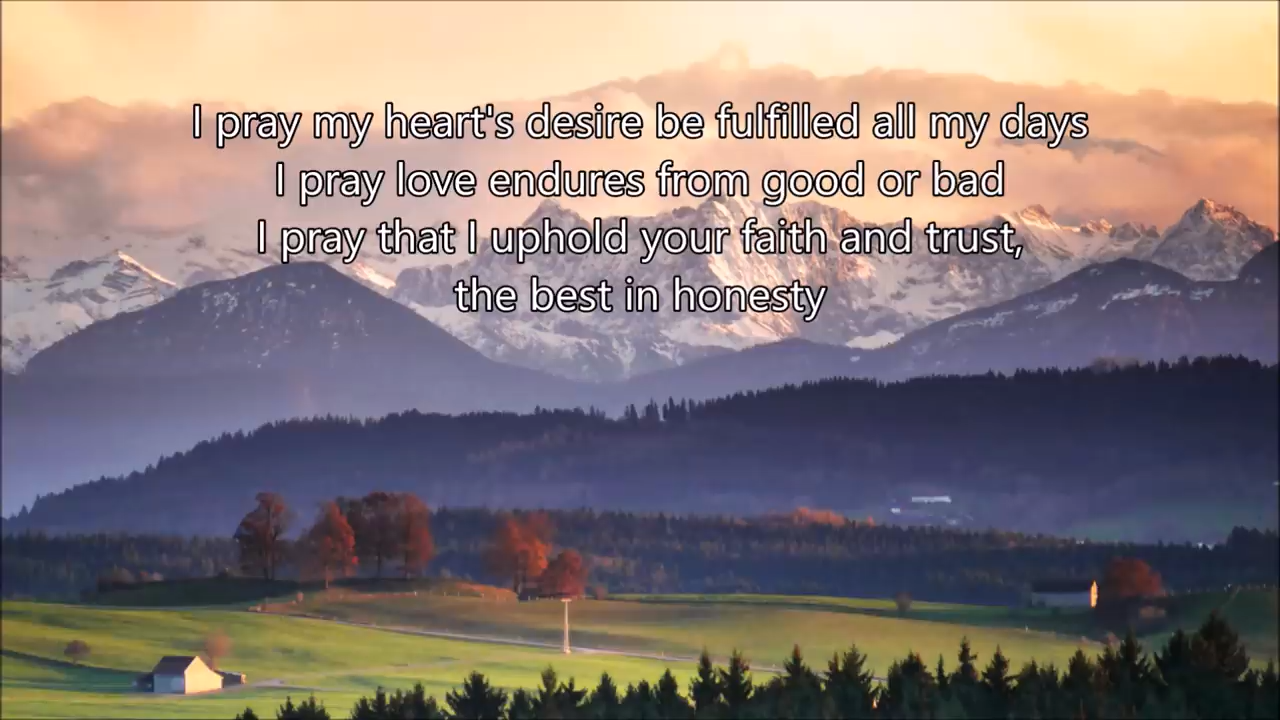 I pray my heart's desire be fulfilled all my days
I pray love endures from good or bad
I pray that I uphold your faith and trust,
the best in honesty